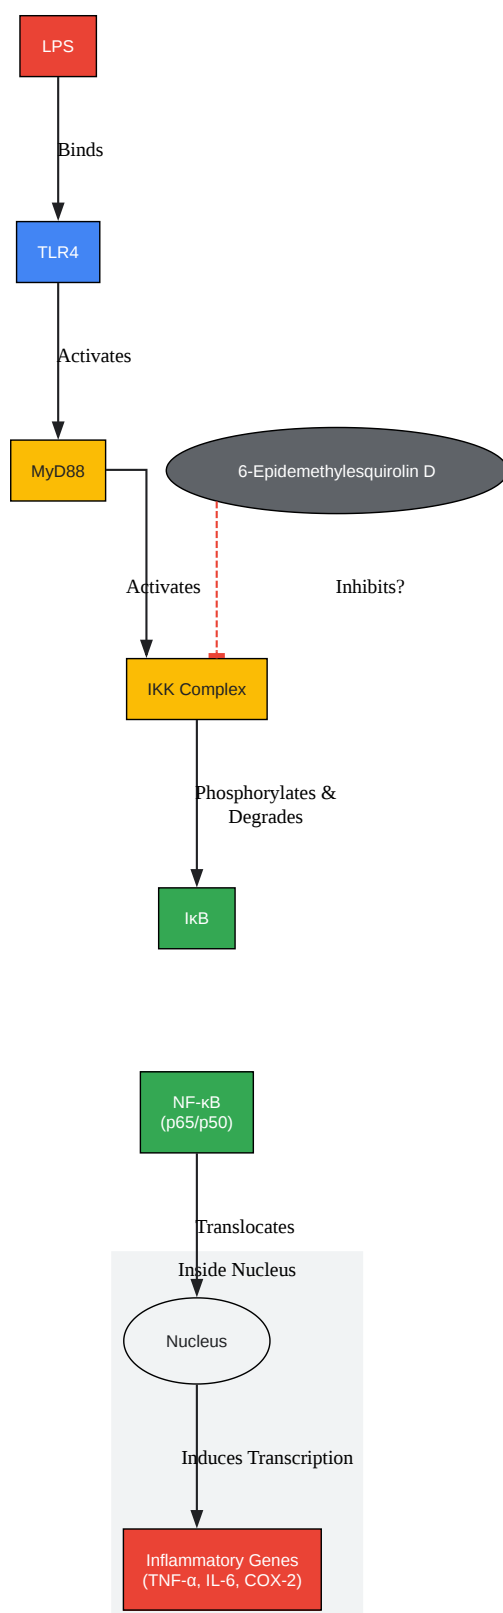 LPS
Binds
TLR4
Activates
MyD88
6-Epidemethylesquirolin D
Activates
Inhibits?
IKK Complex
Phosphorylates &
Degrades
IκB
NF-κB
(p65/p50)
Translocates
Inside Nucleus
Nucleus
Induces Transcription
Inflammatory Genes
(TNF-α, IL-6, COX-2)